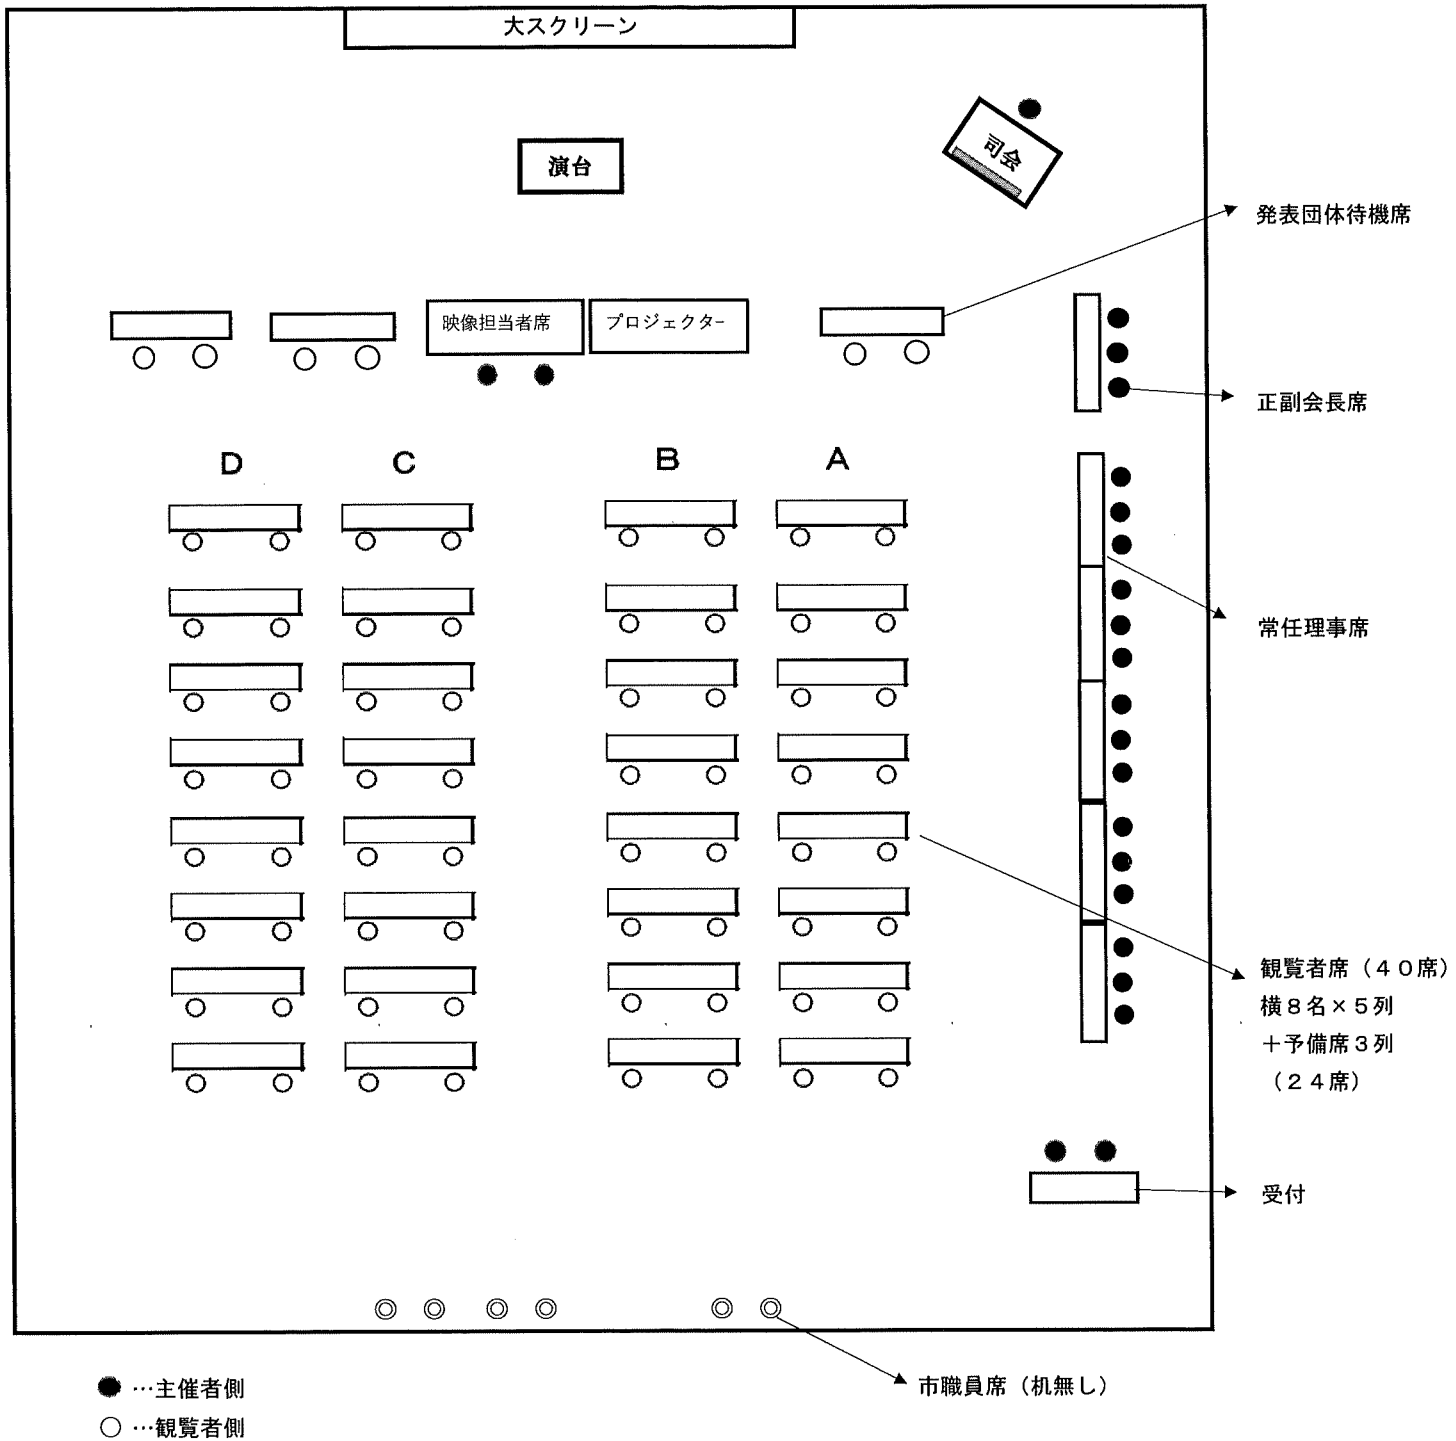 大スクリーン
司会
演台
発表団体待機席
映像担当者席
プロジェクター
正副会長席
D
C
B
A
常任理事席
観覧者席（４０席）
横８名×５列
＋予備席３列
（２４席）
受付
市職員席（机無し）
●…主催者側
○…観覧者側